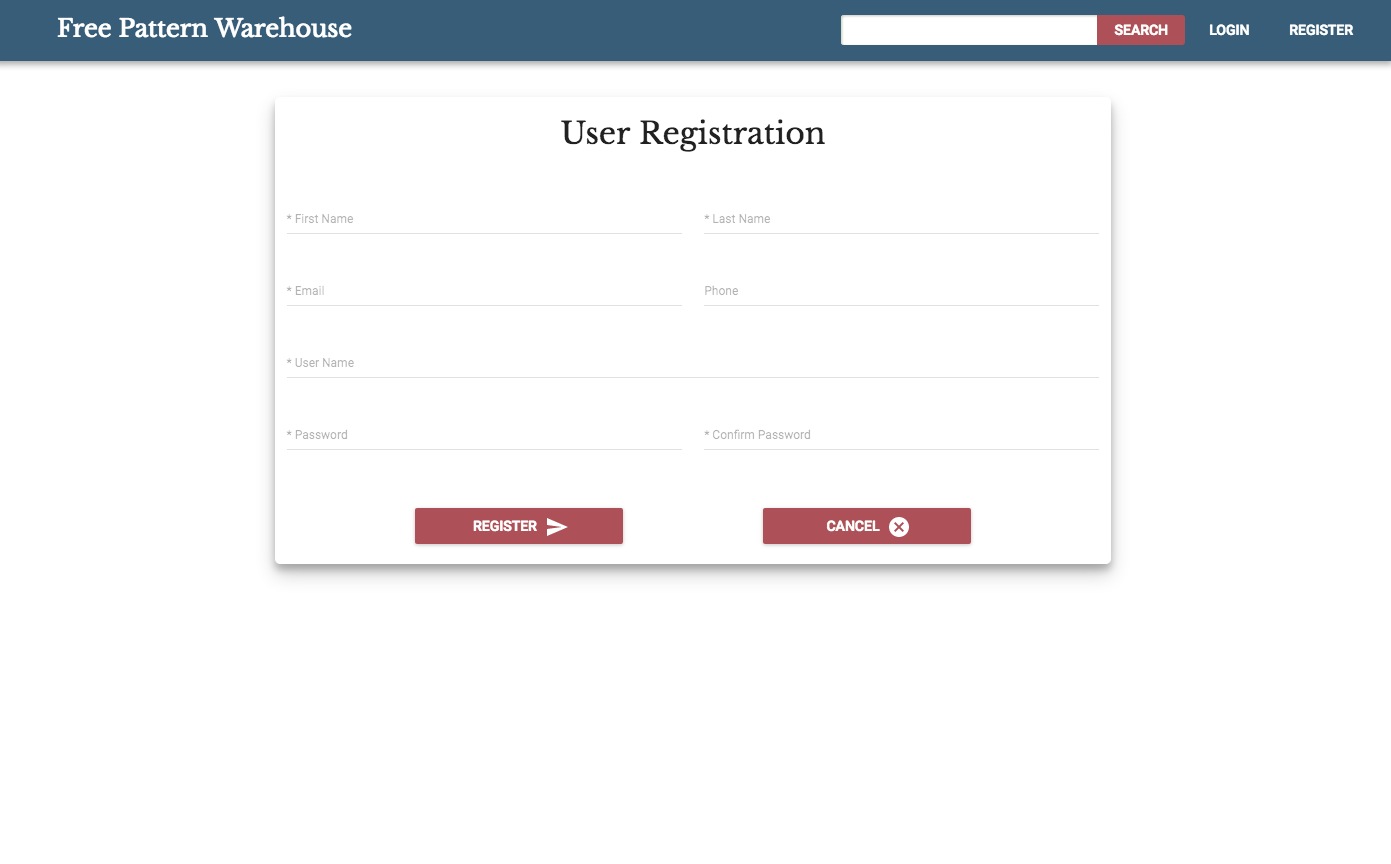 Free Pattern Warehouse
SEARCH LOGIN REGISTER
User Registration
* First Name * Last Name
* Email Phone
* User Name
* Password * Confirm Password
REGISTER CANCEL